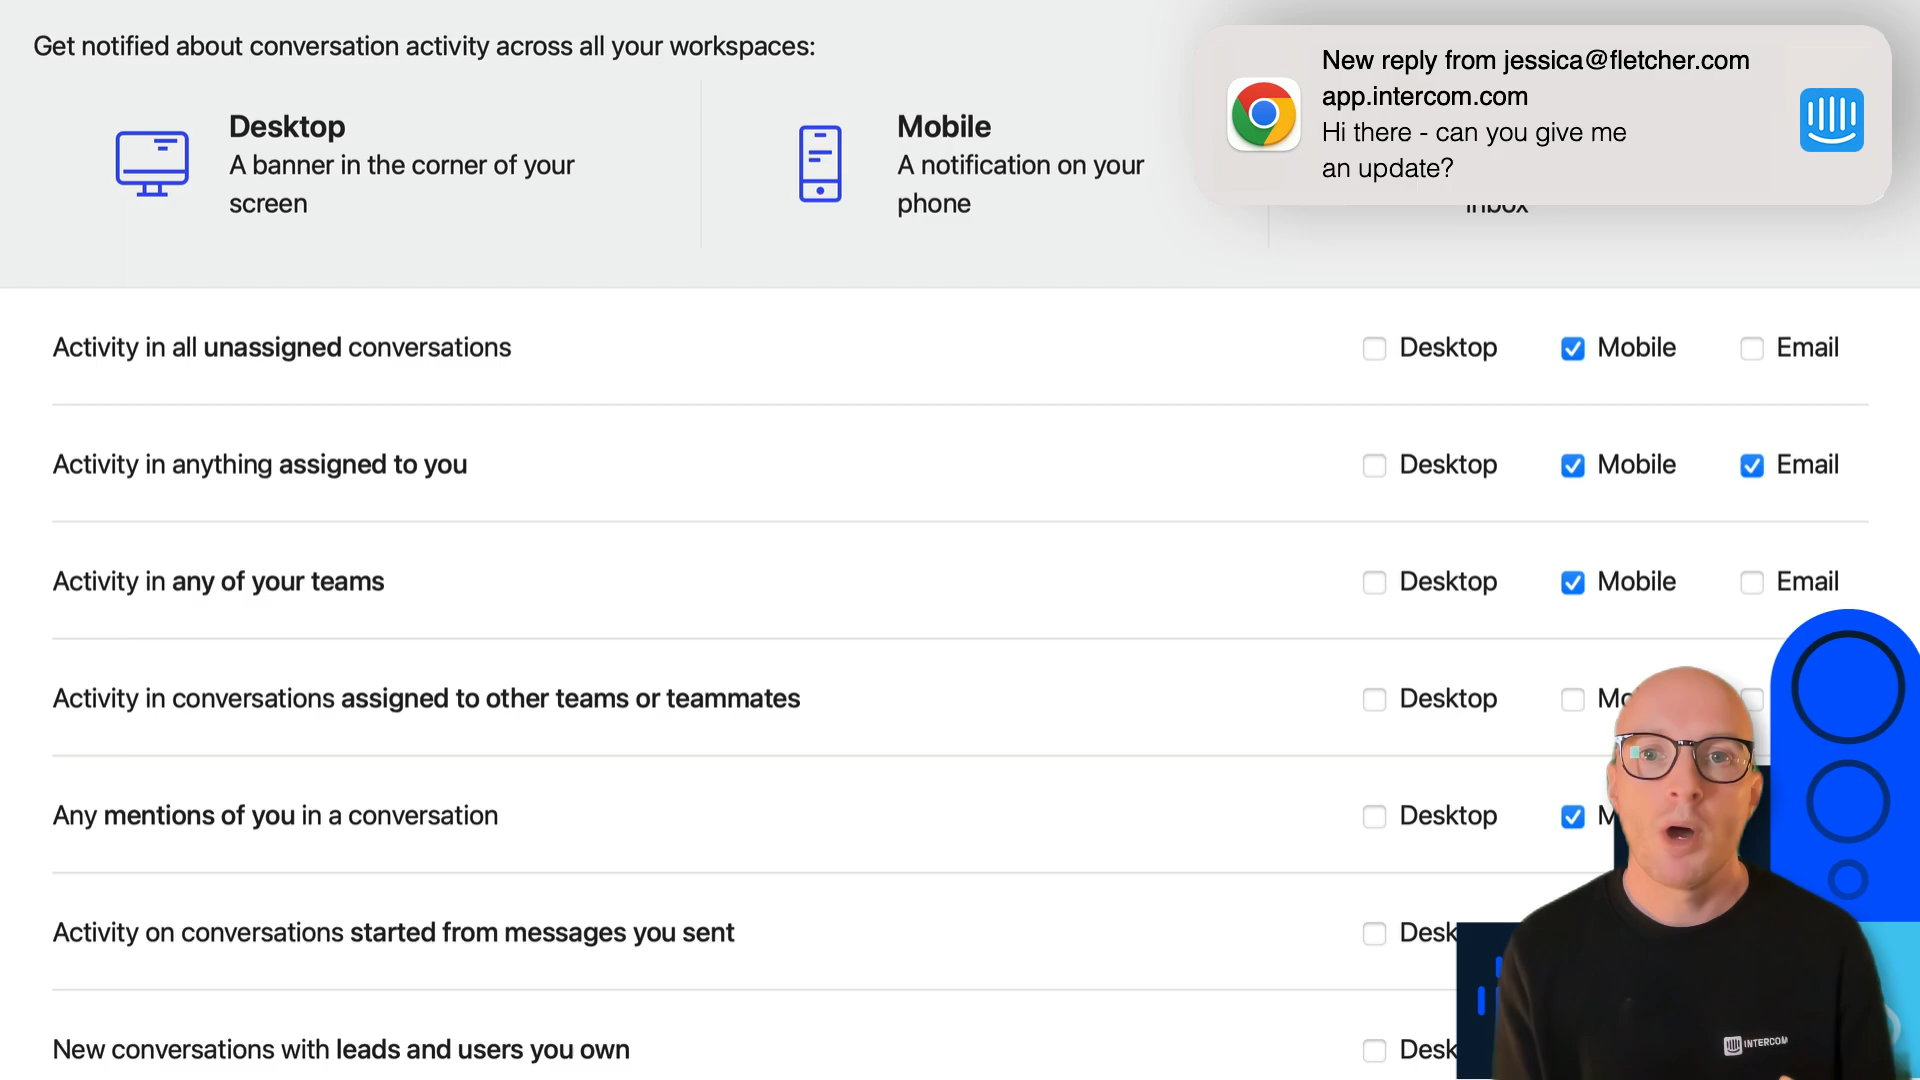 Get notified about conversation activity across all your workspaces:
Desktop
A banner in the corner of your
screen
Mobile
A notification on your
phone
New reply from jessica@fletcher.com
app.intercom.com
Hi there - can you give me
an update?
inbox
Activity in all unassigned conversations
Desktop Mobile Email
Activity in anything assigned to you
Desktop Mobile Email
Activity in any of your teams
Desktop Mobile Email
Activity in conversations assigned to other teams or teammates
Desktop Mo
Any mentions of you in a conversation
Desktop M
Activity on conversations started from messages you sent
Desk
New conversations with leads and users you own
Desk
INTERCOM